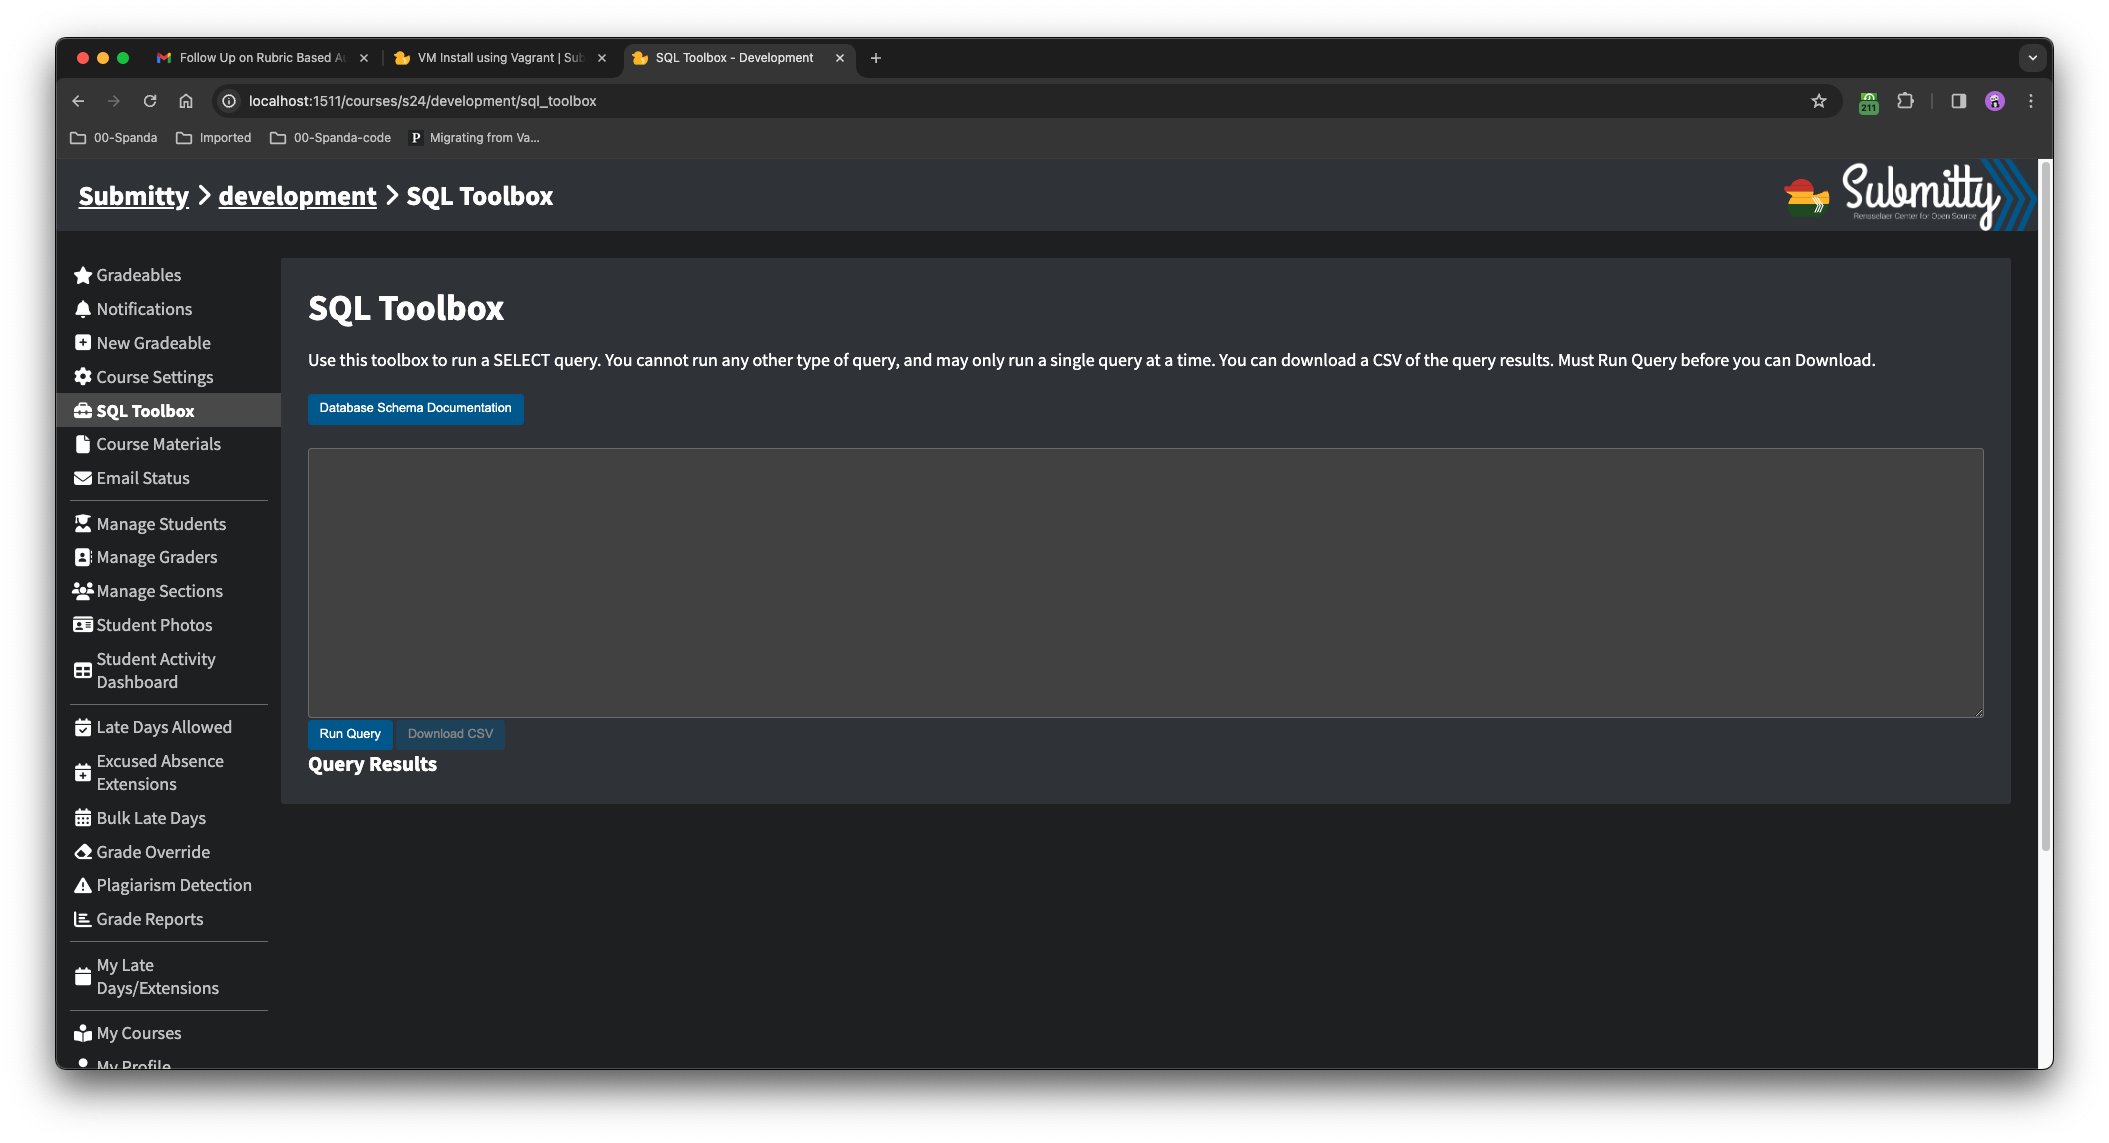 Follow Up on Rubric Based Au
VM Install using Vagrant | Sub
SQL Toolbox - Development
localhost:1511/courses/s24/development/sql_toolbox
211
00-Spanda
Imported
00-Spanda-code
P Migrating from Va...
Submitty > development > SQL Toolbox
Submitty
Rensselaer Center for Open Source
Gradeables
Notifications
New Gradeable
Course Settings
SQL Toolbox
Course Materials
Email Status
Manage Students
Manage Graders
Manage Sections
Student Photos
Student Activity
Dashboard
Late Days Allowed
Excused Absence
Extensions
Bulk Late Days
Grade Override
Plagiarism Detection
Grade Reports
My Late
Days/Extensions
My Courses
My Profile
SQL Toolbox
Use this toolbox to run a SELECT query. You cannot run any other type of query, and may only run a single query at a time. You can download a CSV of the query results. Must Run Query before you can Download.
Database Schema Documentation
Run Query
Download CSV
Query Results